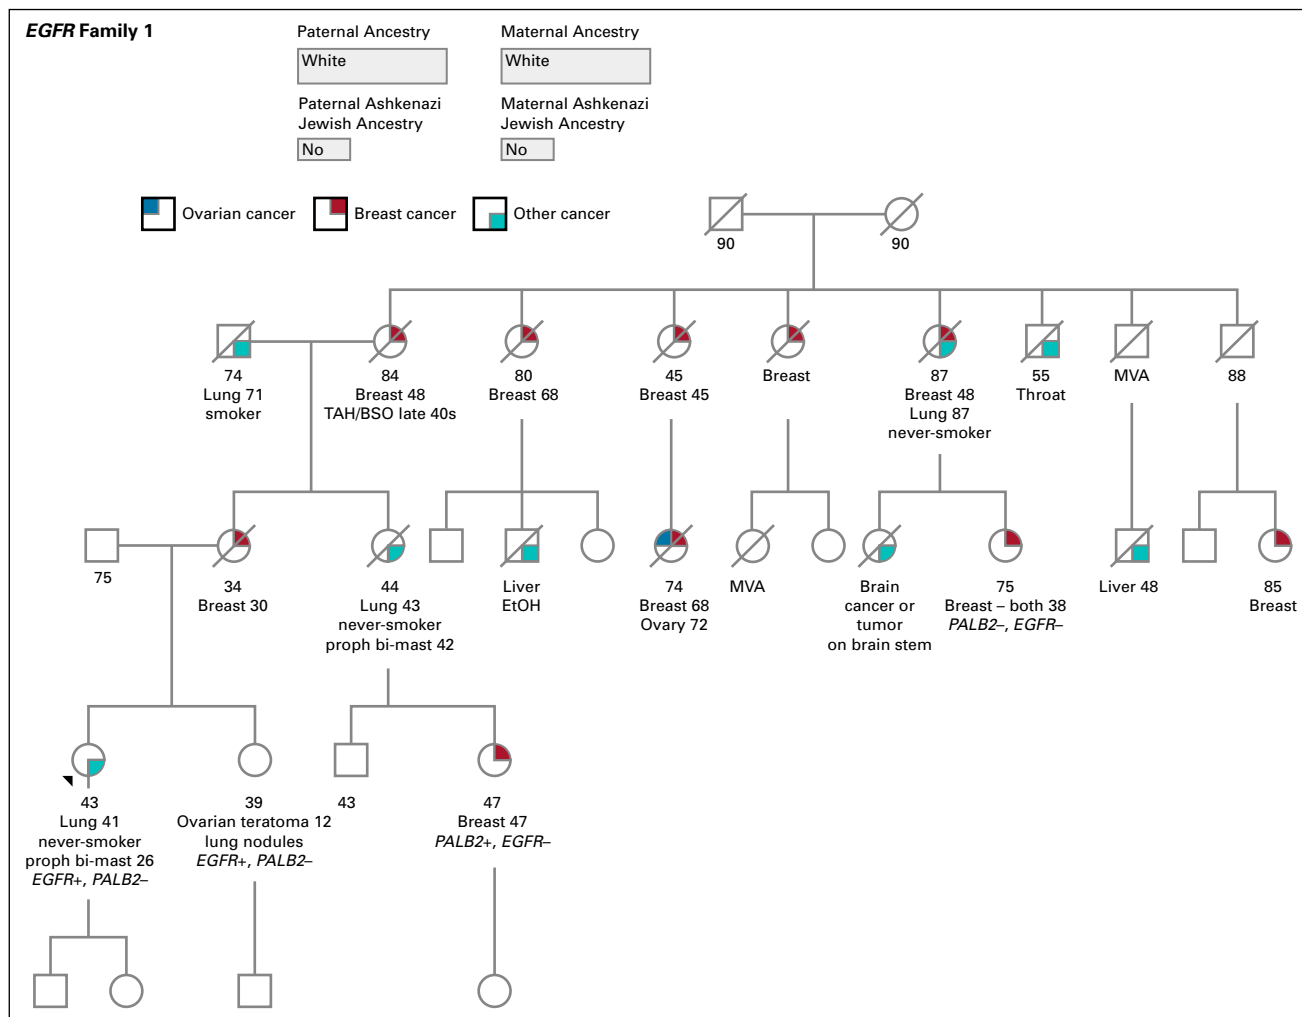 EGFR Family 1
Paternal Ancestry
White
Maternal Ancestry
White
Paternal Ashkenazi
Jewish Ancestry
No
Maternal Ashkenazi
Jewish Ancestry
No
Ovarian cancer
Breast cancer
Other cancer
90
90
74
Lung 71
smoker
84
Breast 48
TAH/BSO late 40s
80
Breast 68
45
Breast 45
Breast
87
Breast 48
Lung 87
never-smoker
55
Throat
MVA
88
75
34
Breast 30
44
Lung 43
never-smoker
proph bi-mast 42
Liver
EtOH
74
Breast 68
Ovary 72
MVA
Brain
cancer or
tumor
on brain stem
75
Breast – both 38
PALB2–, EGFR–
Liver 48
85
Breast
43
Lung 41
never-smoker
proph bi-mast 26
EGFR+, PALB2–
39
Ovarian teratoma 12
lung nodules
EGFR+, PALB2–
43
47
Breast 47
PALB2+, EGFR–